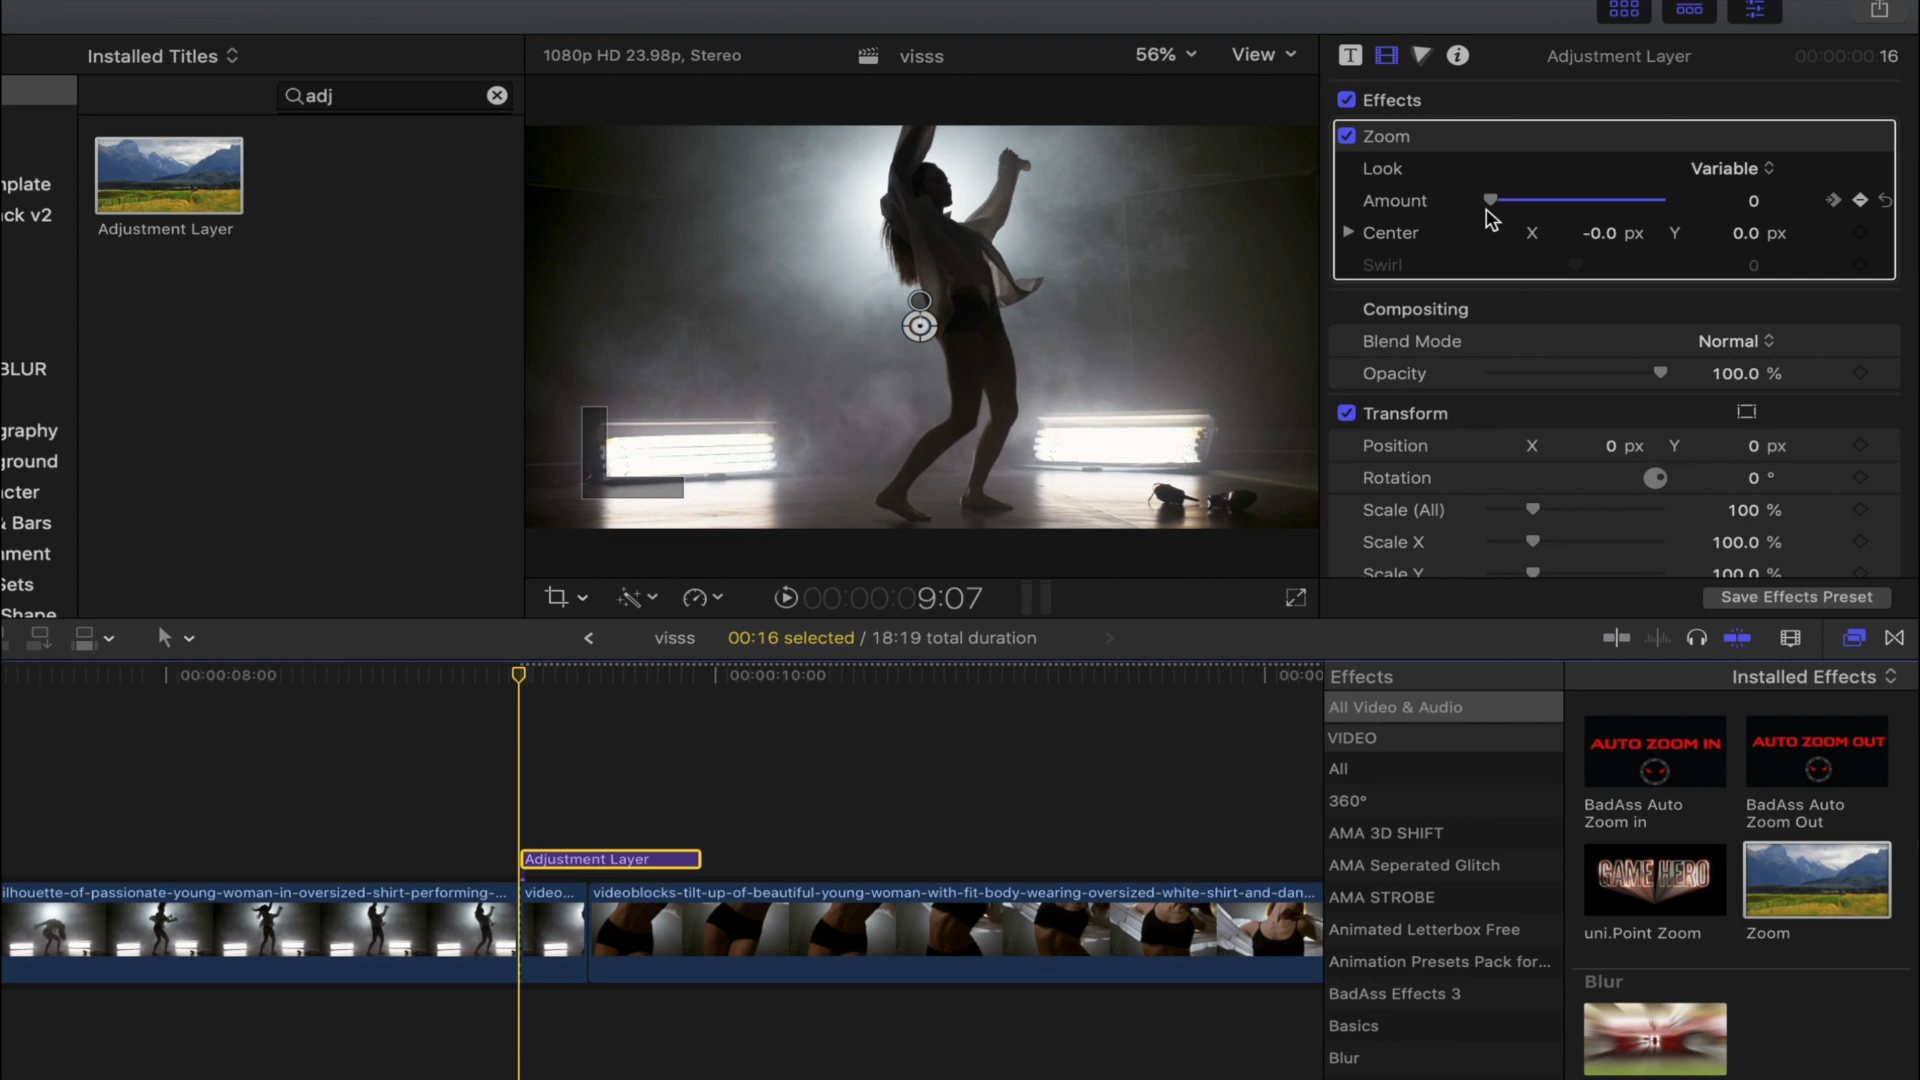 Installed Titles
adj
Adjustment Layer
nplate
ck v2
BLUR
graphy
ground
cter
& Bars
nment
Sets
Shape
1080p HD 23.98p, Stereo
visss
56%
View
00:00:00:09:07
Adjustment Layer
00:00:00:16
Effects
Zoom
Look
Variable
Amount
0
Center
X
-0.0 px
Y
0.0 px
Swirl
0
Compositing
Blend Mode
Normal
Opacity
100.0 %
Transform
Position
X
0 px
Y
0 px
Rotation
0 °
Scale (All)
100 %
Scale X
100.0 %
Scale Y
100.0 %
Save Effects Preset
visss
00:16 selected / 18:19 total duration
00:00:08:00
00:00:10:00
00:00
Adjustment Layer
ilhouette-of-passionate-young-woman-in-oversized-shirt-performing-...
video...
videoblocks-tilt-up-of-beautiful-young-woman-with-fit-body-wearing-oversized-white-shirt-and-dan...
Effects
All Video & Audio
VIDEO
All
360°
AMA 3D SHIFT
AMA Seperated Glitch
AMA STROBE
Animated Letterbox Free
Animation Presets Pack for...
BadAss Effects 3
Basics
Blur
Installed Effects
AUTO ZOOM IN
BadAss Auto
Zoom in
AUTO ZOOM OUT
BadAss Auto
Zoom Out
GAME HERO
uni.Point Zoom
Zoom
Blur
50